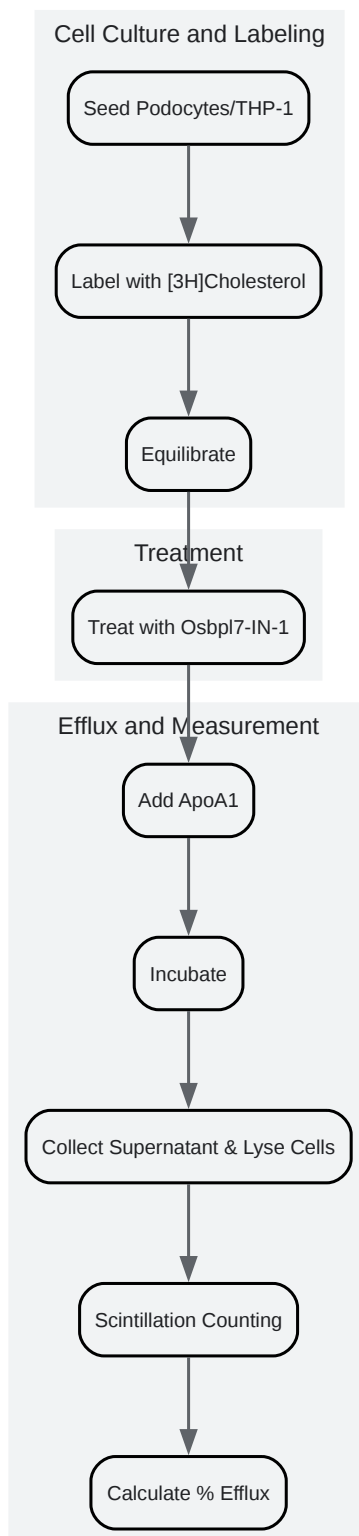 Cell Culture and Labeling
Seed Podocytes/THP-1
Label with [3H]Cholesterol
Equilibrate
Treatment
Treat with Osbpl7-IN-1
Efflux and Measurement
Add ApoA1
Incubate
Collect Supernatant & Lyse Cells
Scintillation Counting
Calculate % Efflux